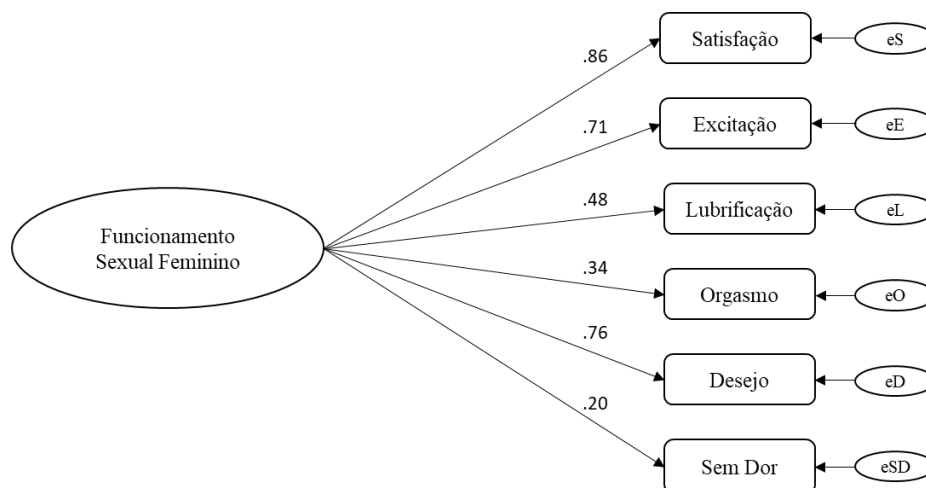 Satisfação
eS
.86
Excitação
eE
.71
Lubrificação
eL
.48
Funcionamento
Sexual Feminino
.34
Orgasmo
eO
.76
Desejo
eD
.20
Sem Dor
eSD